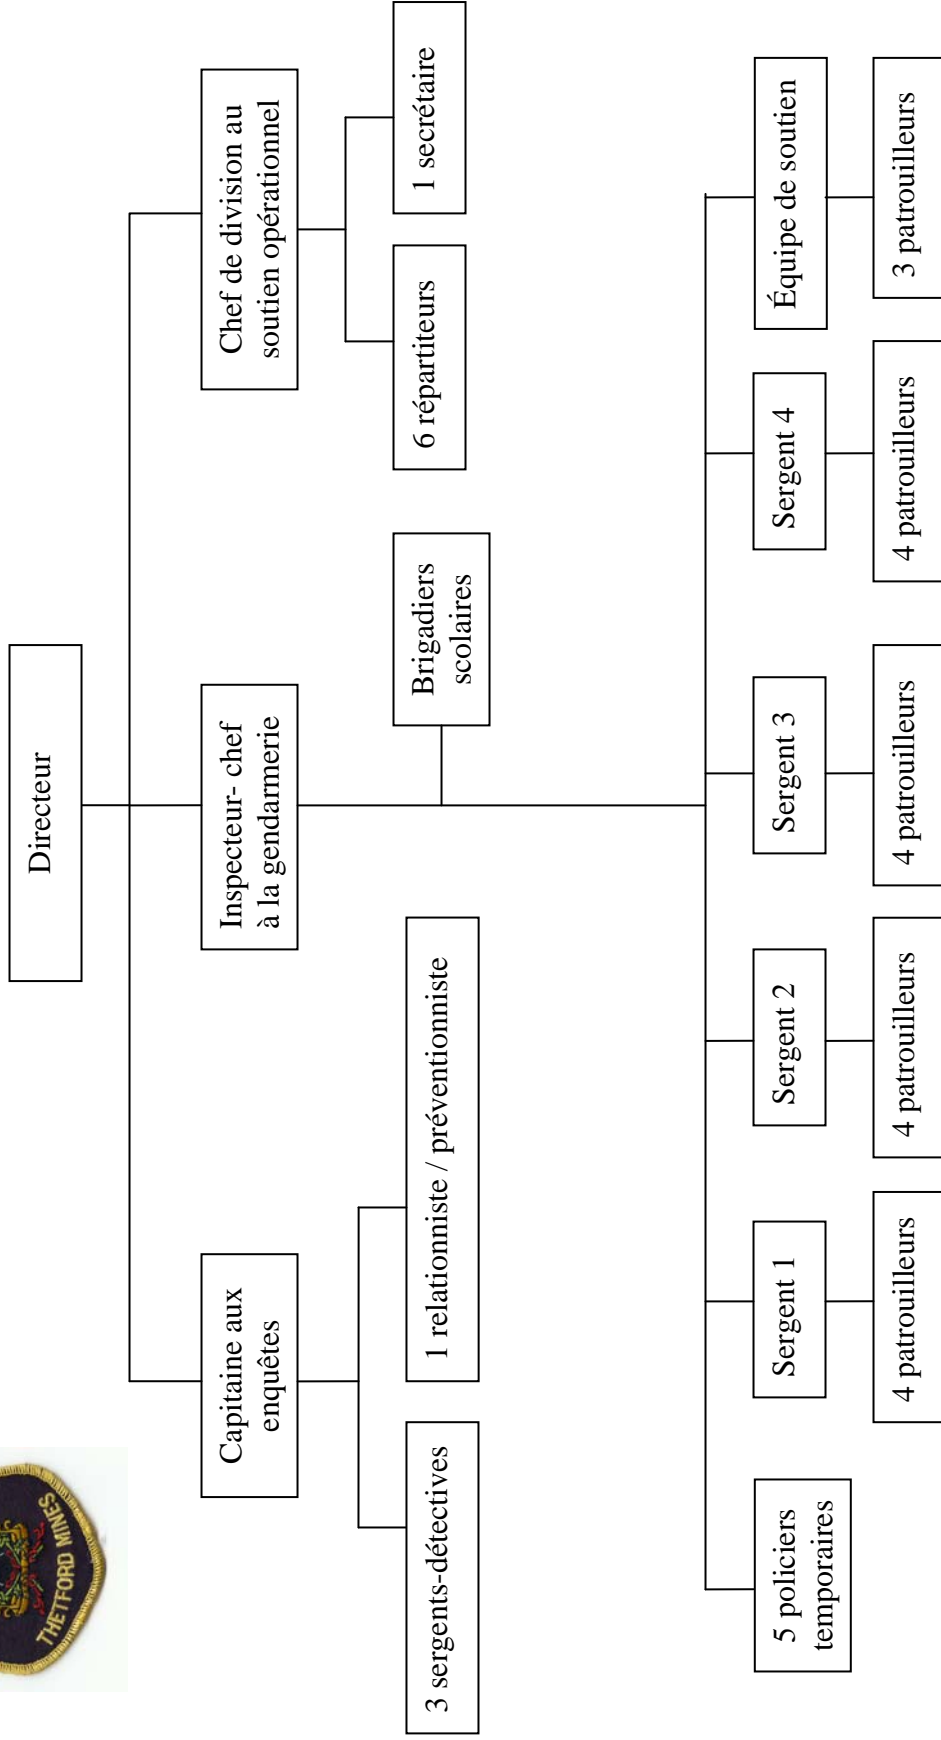 THETFORD MINES
Directeur
Capitaine aux
enquêtes
Inspecteur- chef
à la gendarmerie
Chef de division au
soutien opérationnel
3 sergents-détectives
1 relationniste / préventionniste
Brigadiers
scolaires
6 répartiteurs
1 secrétaire
5 policiers
temporaires
Sergent 1
Sergent 2
Sergent 3
Sergent 4
Équipe de soutien
4 patrouilleurs
4 patrouilleurs
4 patrouilleurs
4 patrouilleurs
3 patrouilleurs